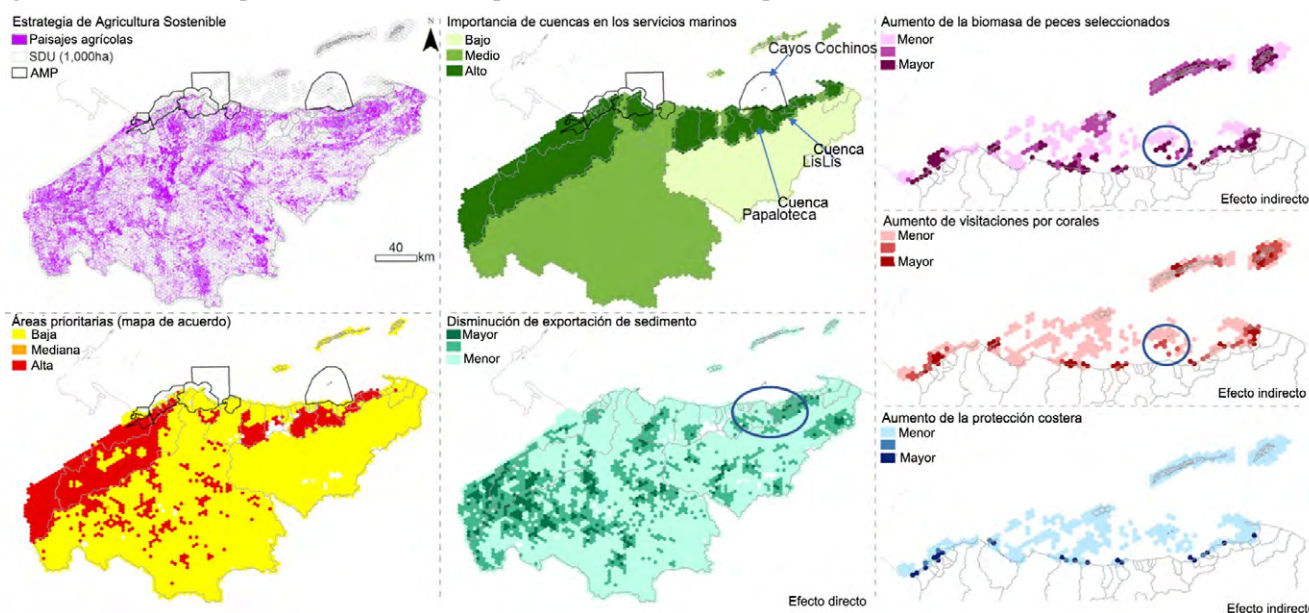 Estrategia de Agricultura Sostenible
Paisajes agrícolas
SDU (1,000ha)
AMP
N
40
km
Importancia de cuencas en los servicios marinos
Bajo
Medio
Alto
Cayos Cochinos
Cuenca
LisLis
Cuenca
Papaloteca
Aumento de la biomasa de peces seleccionados
Menor
Mayor
Efecto indirecto
Aumento de visitaciones por corales
Menor
Mayor
Efecto indirecto
Áreas prioritarias (mapa de acuerdo)
Baja
Mediana
Alta
Disminución de exportación de sedimento
Mayor
Menor
Efecto directo
Aumento de la protección costera
Menor
Mayor
Efecto indirecto